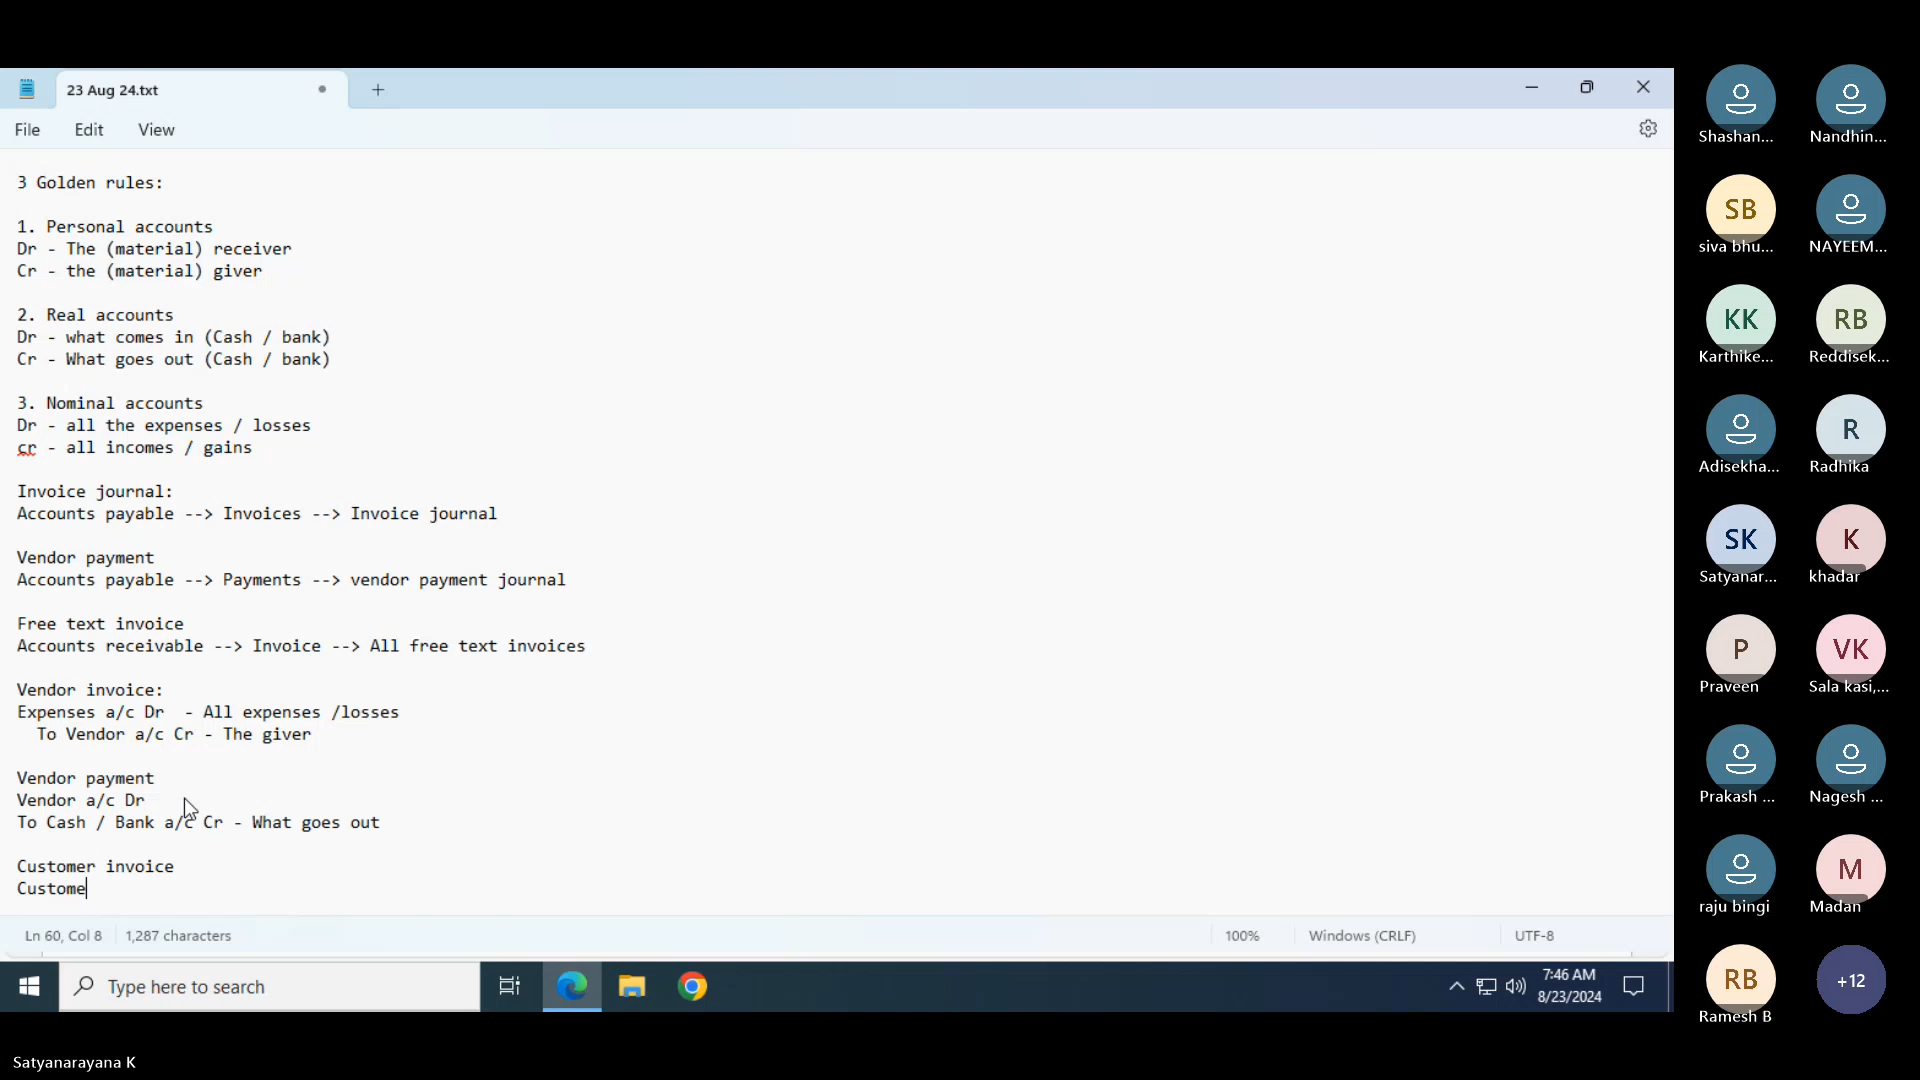 23 Aug 24.txt
File Edit View
3 Golden rules:
1. Personal accounts
Dr - The (material) receiver
Cr - the (material) giver
2. Real accounts
Dr - what comes in (Cash / bank)
Cr - What goes out (Cash / bank)
3. Nominal accounts
Dr - all the expenses / losses
cr - all incomes / gains
Invoice journal:
Accounts payable --> Invoices --> Invoice journal
Vendor payment
Accounts payable --> Payments --> vendor payment journal
Free text invoice
Accounts receivable --> Invoice --> All free text invoices
Vendor invoice:
Expenses a/c Dr  - All expenses /losses
To Vendor a/c Cr - The giver
Vendor payment
Vendor a/c Dr
To Cash / Bank a/c Cr - What goes out
Customer invoice
Custome
Ln 60, Col 8 1,287 characters 100% Windows (CRLF) UTF-8
Type here to search
7:46 AM
8/23/2024
Shashan... Nandhin...
SB
siva bhu... NAYEEM...
KK RB
Karthike... Reddisek...
R
Adisekha... Radhika
SK K
Satyanar... khadar
P VK
Praveen Sala kasi,...
Prakash ... Nagesh ...
M
raju bingi Madan
RB +12
Ramesh B
Satyanarayana K